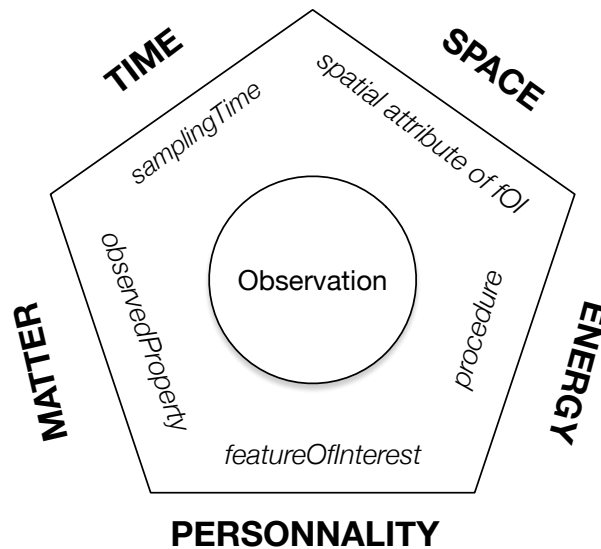 TIME
SPACE
samplingTime
spatial attribute of fOI
Observation
observedProperty
procedure
MATTER
ENERGY
featureOfInterest
PERSONNALITY